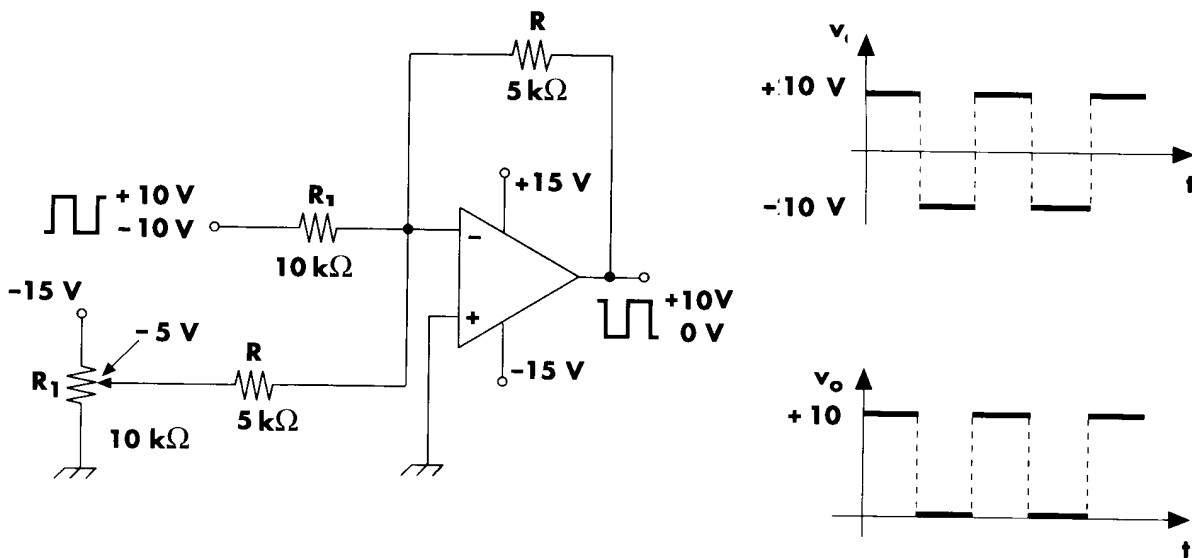 R
5 kΩ
+15 V
+ 10 V
– 10 V
R₁
10 kΩ
−
+
+10V
0 V
–15 V
–15 V
– 5 V
R₁
10 kΩ
R
5 kΩ
+10 V
–10 V
t
vₒ
+ 10
t